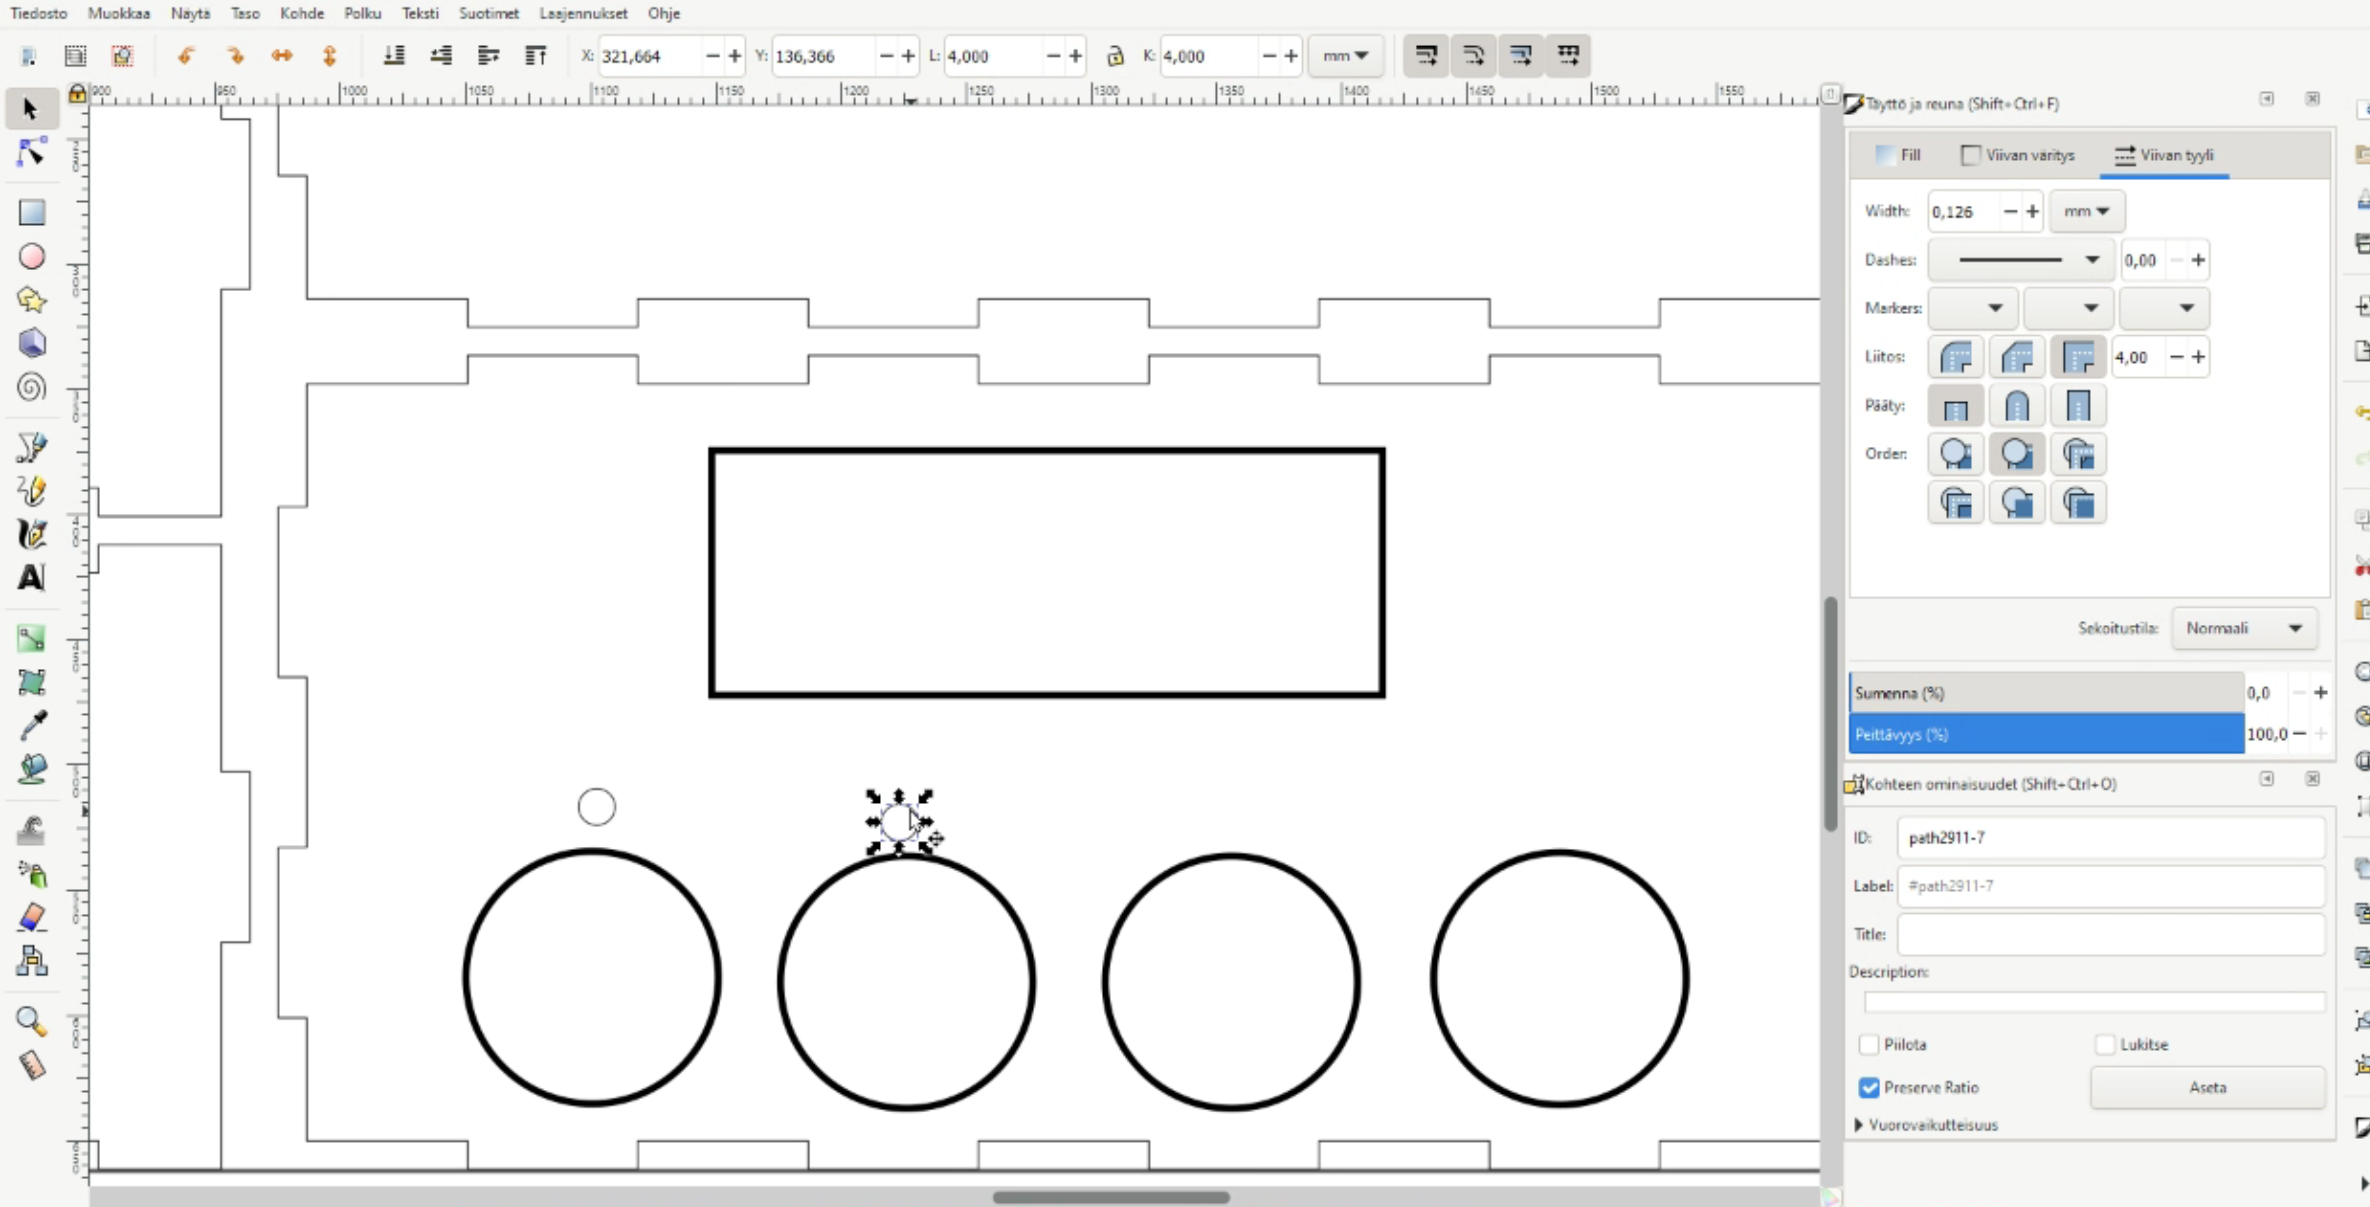 Tiedosto Muokkaa Näytä Taso Kohde Polku Teksti Suotimet Laajennukset Ohje
X: 321,664 Y: 136,366 L: 4,000 K: 4,000 mm
900 950 1000 1050 1100 1150 1200 1250 1300 1350 1400 1450 1500 1550
Täyttö ja reuna (Shift+Ctrl+F)
Fill Viivan väritys Viivan tyyli
Width: 0,126 mm
Dashes: 0,00
Markers:
Liitos: 4,00
Pääty:
Order:
Sekoitustila: Normaali
Sumenna (%) 0,0
Peittävyys (%) 100,0
Kohteen ominaisuudet (Shift+Ctrl+O)
ID: path2911-7
Label: #path2911-7
Title:
Description:
Piilota Lukitse
Preserve Ratio Aseta
Vuorovaikutteisuus